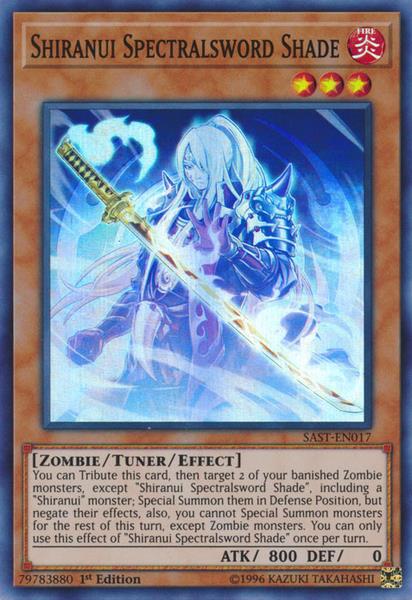 Shiranui Spectralsword Shade
FIRE
炎
SAST-EN017
[Zombie/Tuner/Effect]
You can Tribute this card, then target 2 of your banished Zombie
monsters, except "Shiranui Spectralsword Shade", including a
"Shiranui" monster; Special Summon them in Defense Position, but
negate their effects, also, you cannot Special Summon monsters
for the rest of this turn, except Zombie monsters. You can only
use this effect of "Shiranui Spectralsword Shade" once per turn.
ATK/ 800 DEF/ 0
79783880 1st Edition ©1996 KAZUKI TAKAHASHI